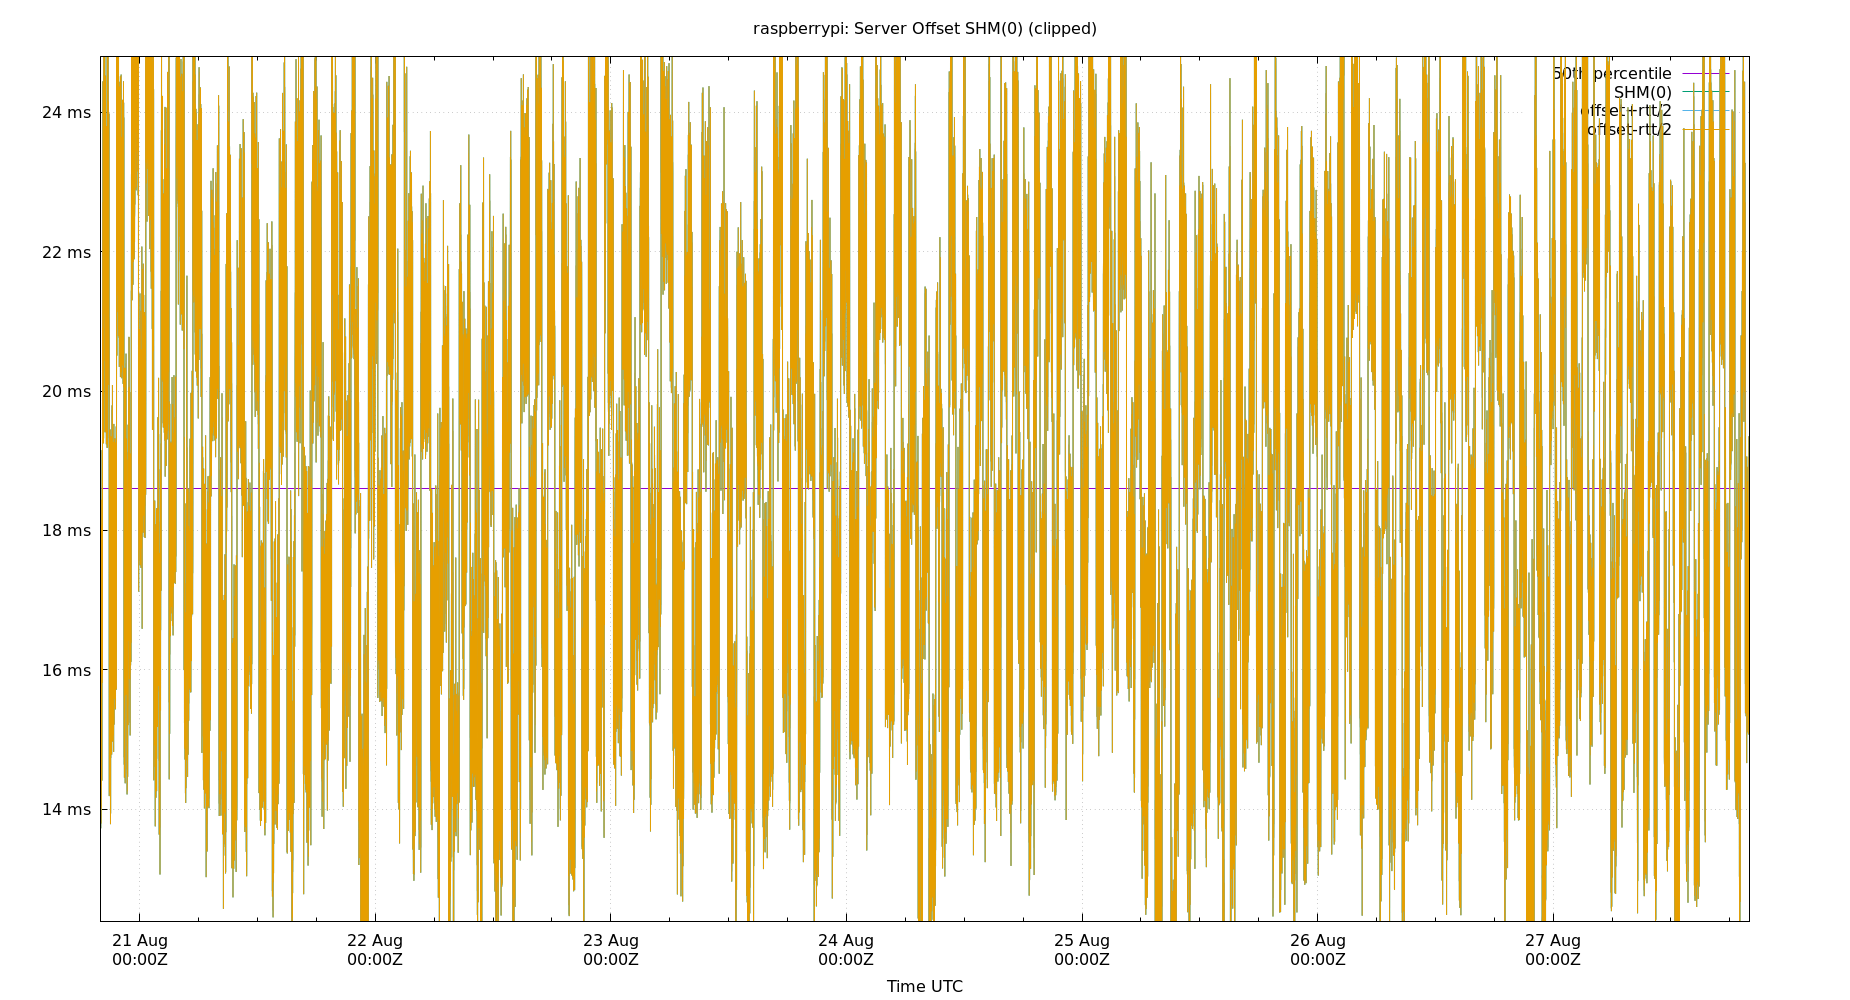 raspberrypi: Server Offset SHM(0) (clipped)
50th percentile
SHM(0)
offset+rtt/2
offset-rtt/2
24 ms
22 ms
20 ms
18 ms
16 ms
14 ms
21 Aug 22 Aug 23 Aug 24 Aug 25 Aug 26 Aug 27 Aug
00:00Z 00:00Z 00:00Z 00:00Z 00:00Z 00:00Z 00:00Z
Time UTC